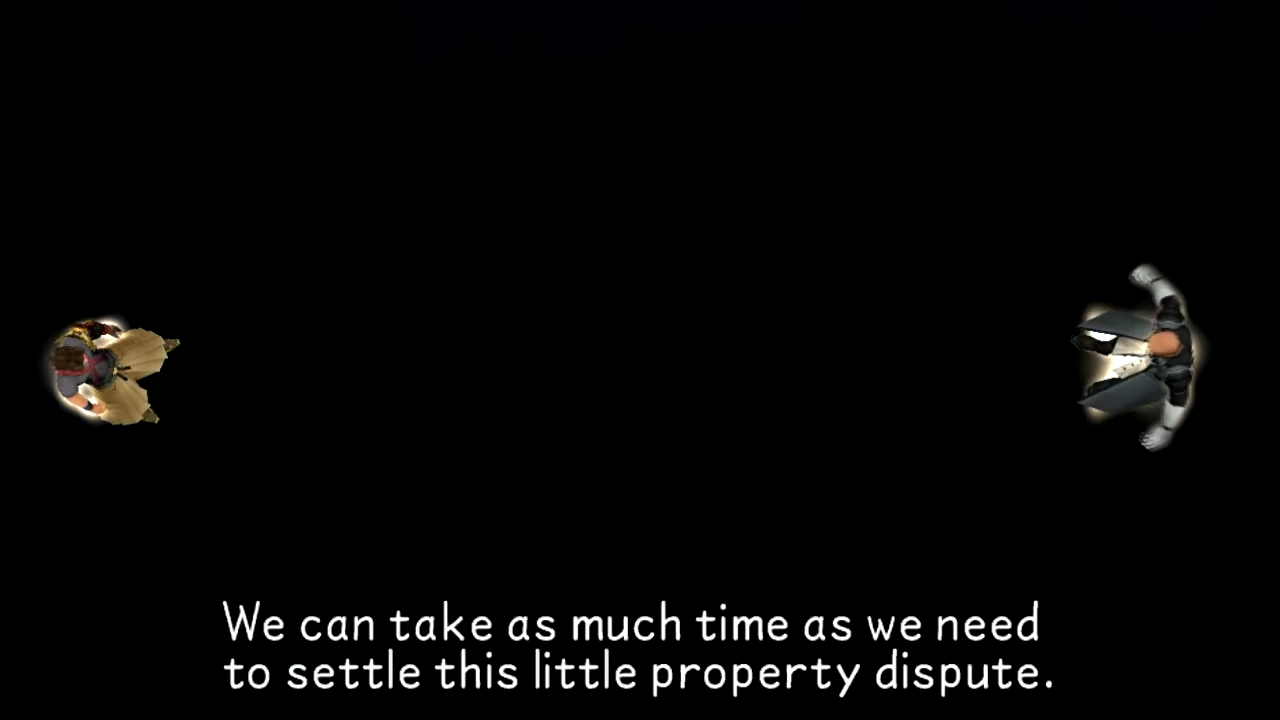 We can take as much time as we need
to settle this little property dispute.